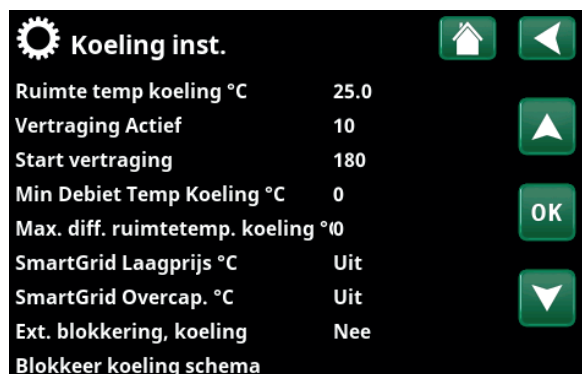 Koeling inst.
Ruimte temp koeling °C 25.0
Vertraging Actief 10
Start vertraging 180
Min Debiet Temp Koeling °C 0
Max. diff. ruimtetemp. koeling °(0
SmartGrid Laagprijs °C Uit
OK
SmartGrid Overcap. °C Uit
Ext. blokkering, koeling Nee
Blokkeer koeling schema